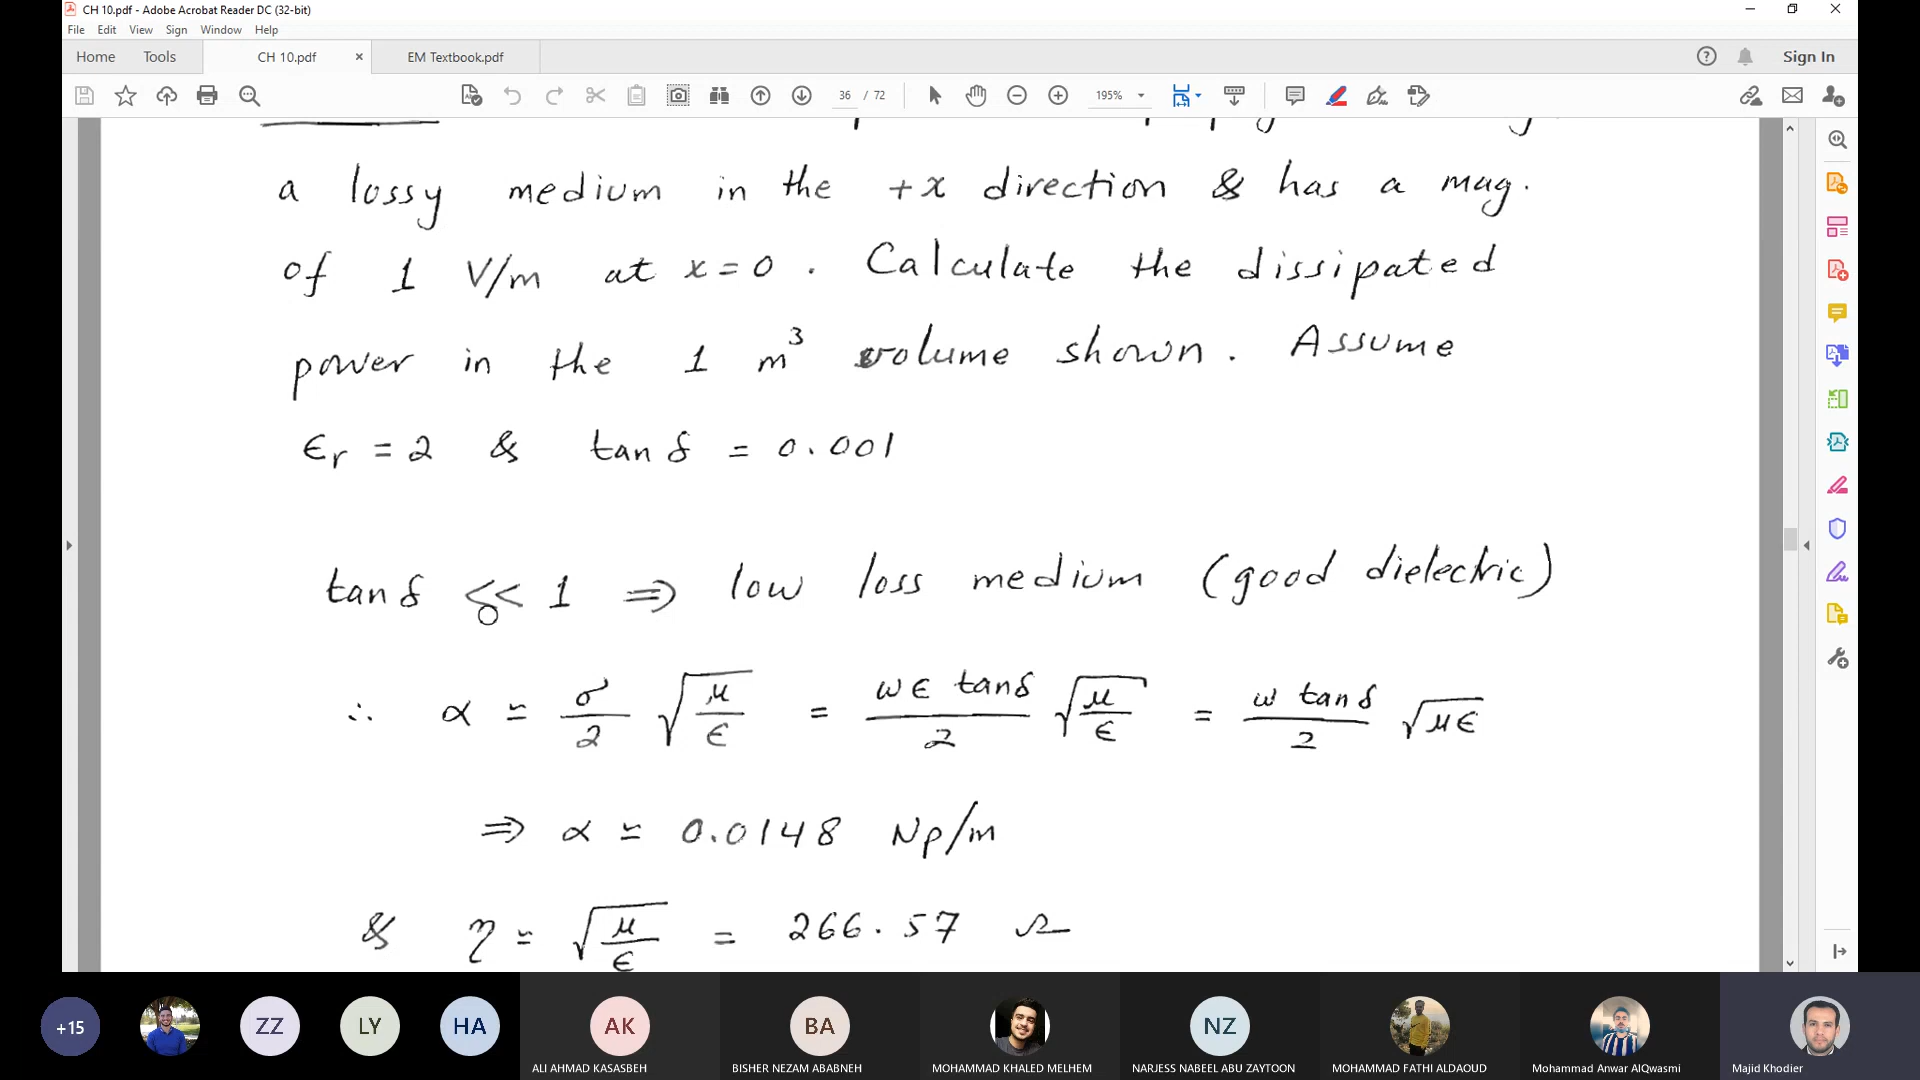 CH 10.pdf - Adobe Acrobat Reader DC (32-bit)
File Edit View Sign Window Help
Home Tools CH 10.pdf × EM Textbook.pdf Sign In
36 / 72 195%
a lossy medium in the +x direction & has a mag.
of 1 V/m at x=0 . Calculate the dissipated
power in the 1 m³ volume shown . Assume
εr = 2 & tan δ = 0.001
tan δ << 1 ⇒ low loss medium (good dielectric)
∴ α ≃ σ/2 √(μ/ε) = ωε tanδ/2 √(μ/ε) = ω tanδ/2 √με
⇒ α ≃ 0.0148 Np/m
& η ≃ √(μ/ε) = 266.57 Ω
+15 ZZ LY HA AK BA NZ
ALI AHMAD KASASBEH BISHER NEZAM ABABNEH MOHAMMAD KHALED MELHEM NARJESS NABEEL ABU ZAYTOON MOHAMMAD FATHI ALDAOUD Mohammad Anwar AlQwasmi Majid Khodier